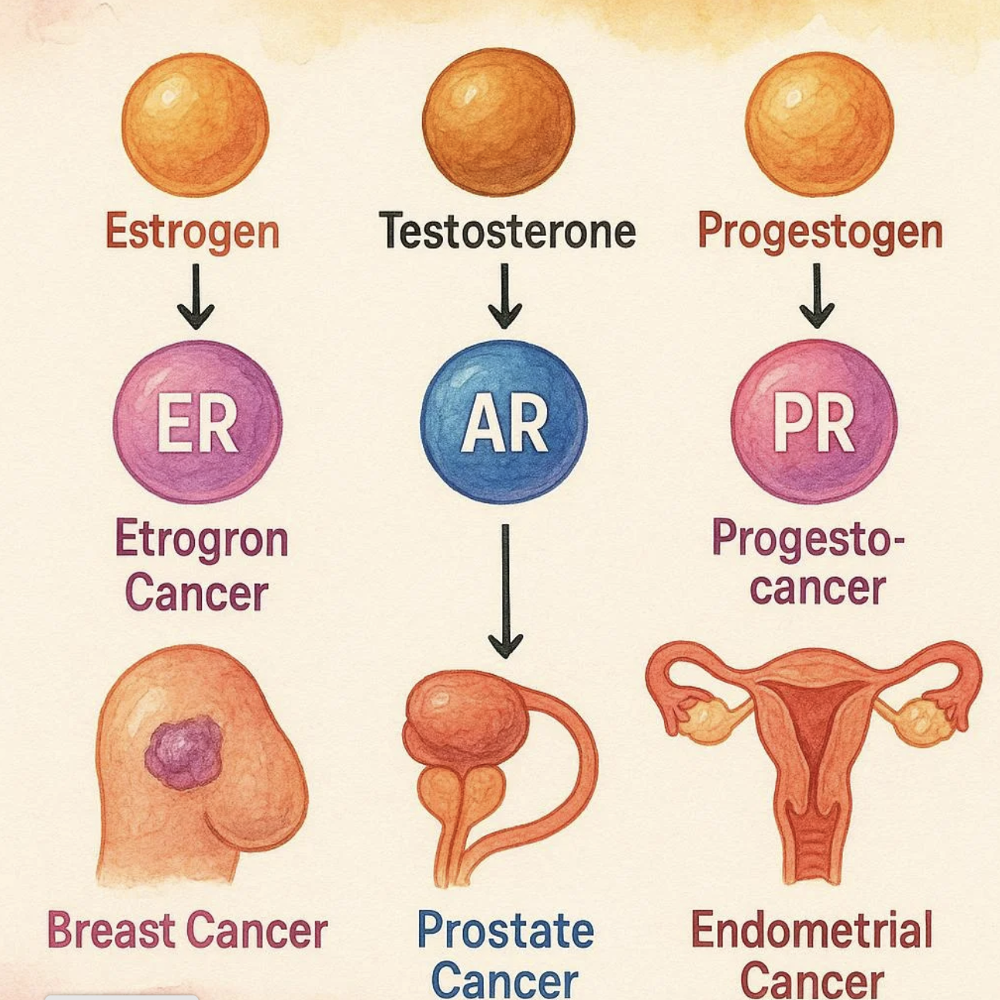 Estrogen
Testosterone
Progestogen
ER
AR
PR
Etrogron
Cancer
Progesto-
cancer
Breast Cancer
Prostate
Cancer
Endometrial
Cancer